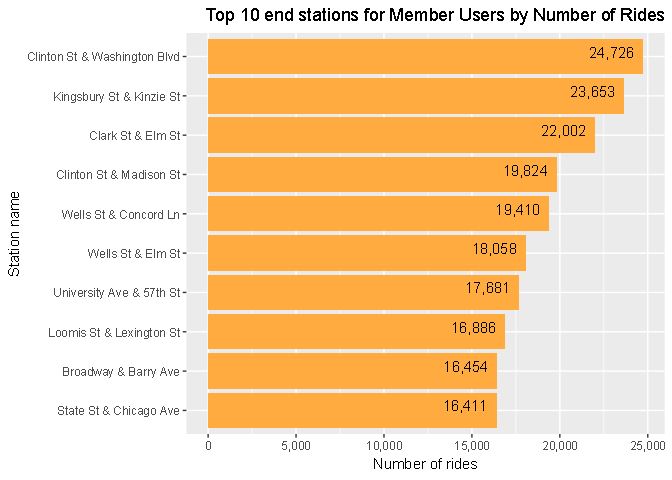 Top 10 end stations for Member Users by Number of Rides
Station name
Clinton St & Washington Blvd 24,726
Kingsbury St & Kinzie St 23,653
Clark St & Elm St 22,002
Clinton St & Madison St 19,824
Wells St & Concord Ln 19,410
Wells St & Elm St 18,058
University Ave & 57th St 17,681
Loomis St & Lexington St 16,886
Broadway & Barry Ave 16,454
State St & Chicago Ave 16,411
0 5,000 10,000 15,000 20,000 25,000
Number of rides